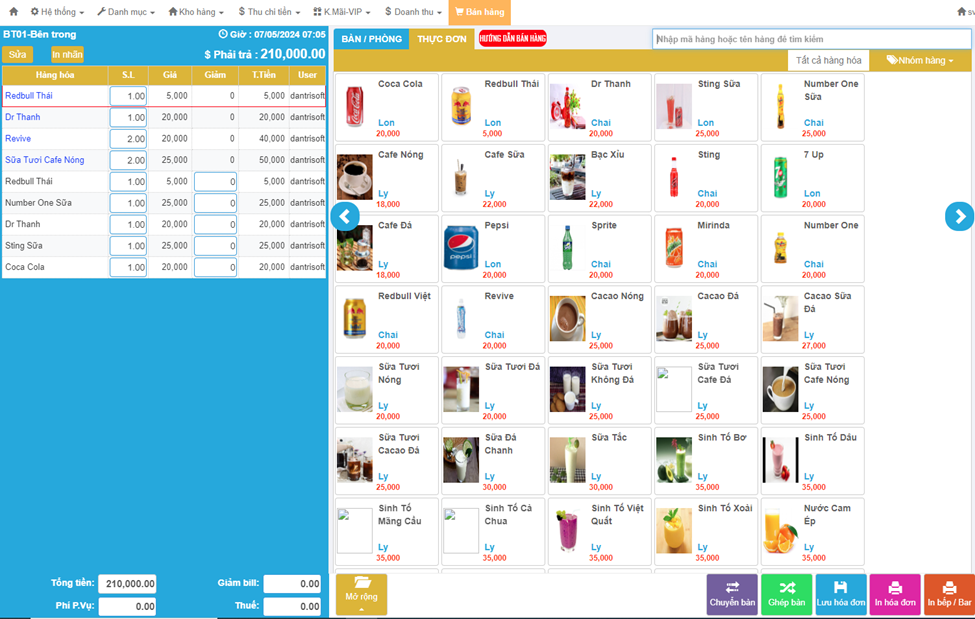 Hệ thống Danh mục Kho hàng $ Thu chi tiền K.Mãi-VIP $ Doanh thu Bán hàng sv
BT01-Bên trong Giờ : 07/05/2024 07:05
Sửa In nhãn $ Phải trả : 210,000.00
Hàng hóa S.L Giá Giảm T.Tiền User
Redbull Thái 1.00 5,000 0 5,000 dantrisoft
Dr Thanh 1.00 20,000 0 20,000 dantrisoft
Revive 2.00 20,000 0 40,000 dantrisoft
Sữa Tươi Cafe Nóng 2.00 25,000 0 50,000 dantrisoft
Redbull Thái 1.00 5,000 0 5,000 dantrisoft
Number One Sữa 1.00 25,000 0 25,000 dantrisoft
Dr Thanh 1.00 20,000 0 20,000 dantrisoft
Sting Sữa 1.00 25,000 0 25,000 dantrisoft
Coca Cola 1.00 20,000 0 20,000 dantrisoft
Tổng tiền: 210,000.00 Giảm bill: 0.00
Phí P.Vụ: 0.00 Thuế: 0.00
BÀN / PHÒNG THỰC ĐƠN HƯỚNG DẪN BÁN HÀNG Nhập mã hàng hoặc tên hàng để tìm kiếm
Tất cả hàng hóa Nhóm hàng
Coca Cola Redbull Thái Dr Thanh Sting Sữa Number One
Sữa
Lon Lon Chai Lon Chai
20,000 5,000 20,000 25,000 25,000
Cafe Nóng Cafe Sữa Bạc Xỉu Sting 7 Up
Ly Ly Ly Chai Lon
18,000 22,000 22,000 20,000 20,000
Cafe Đá Pepsi Sprite Mirinda Number One
pepsi
Ly Lon Chai Chai Chai
18,000 20,000 20,000 20,000 20,000
Redbull Việt Revive Cacao Nóng Cacao Đá Cacao Sữa
Đá
Chai Chai Ly Ly Ly
20,000 20,000 25,000 25,000 27,000
Sữa Tươi Sữa Tươi Đá Sữa Tươi Sữa Tươi Sữa Tươi
Nóng Không Đá Cafe Đá Cafe Nóng
Ly Ly Ly Ly Ly
20,000 20,000 25,000 25,000 25,000
Sữa Tươi Sữa Đá Sữa Tắc Sinh Tố Bơ Sinh Tố Dâu
Cacao Đá Chanh
Ly Ly Ly Ly Ly
25,000 30,000 30,000 35,000 35,000
Sinh Tố Sinh Tố Cà Sinh Tố Việt Sinh Tố Xoài Nước Cam
Mãng Cầu Chua Quất Ép
Ly Ly Ly Ly Ly
35,000 35,000 35,000 35,000 35,000
Mở rộng Chuyển bàn Ghép bàn Lưu hóa đơn In hóa đơn In bếp / Bar